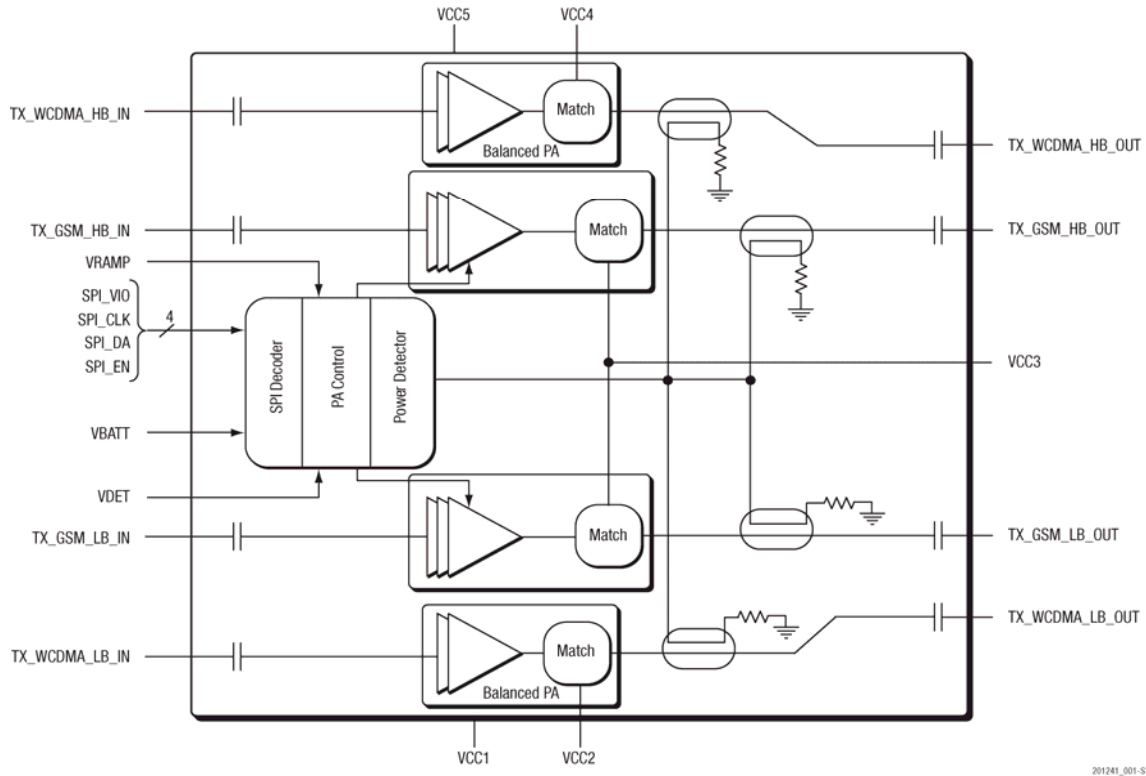 VCC5
VCC4
TX_WCDMA_HB_IN
Match
Balanced PA
TX_WCDMA_HB_OUT
TX_GSM_HB_IN
Match
TX_GSM_HB_OUT
VRAMP
SPI_VIO
SPI_CLK
SPI_DA
SPI_EN
4
SPI Decoder
PA Control
Power Detector
VCC3
VBATT
VDET
TX_GSM_LB_IN
Match
TX_GSM_LB_OUT
TX_WCDMA_LB_OUT
TX_WCDMA_LB_IN
Match
Balanced PA
VCC1
VCC2
201241_001-S